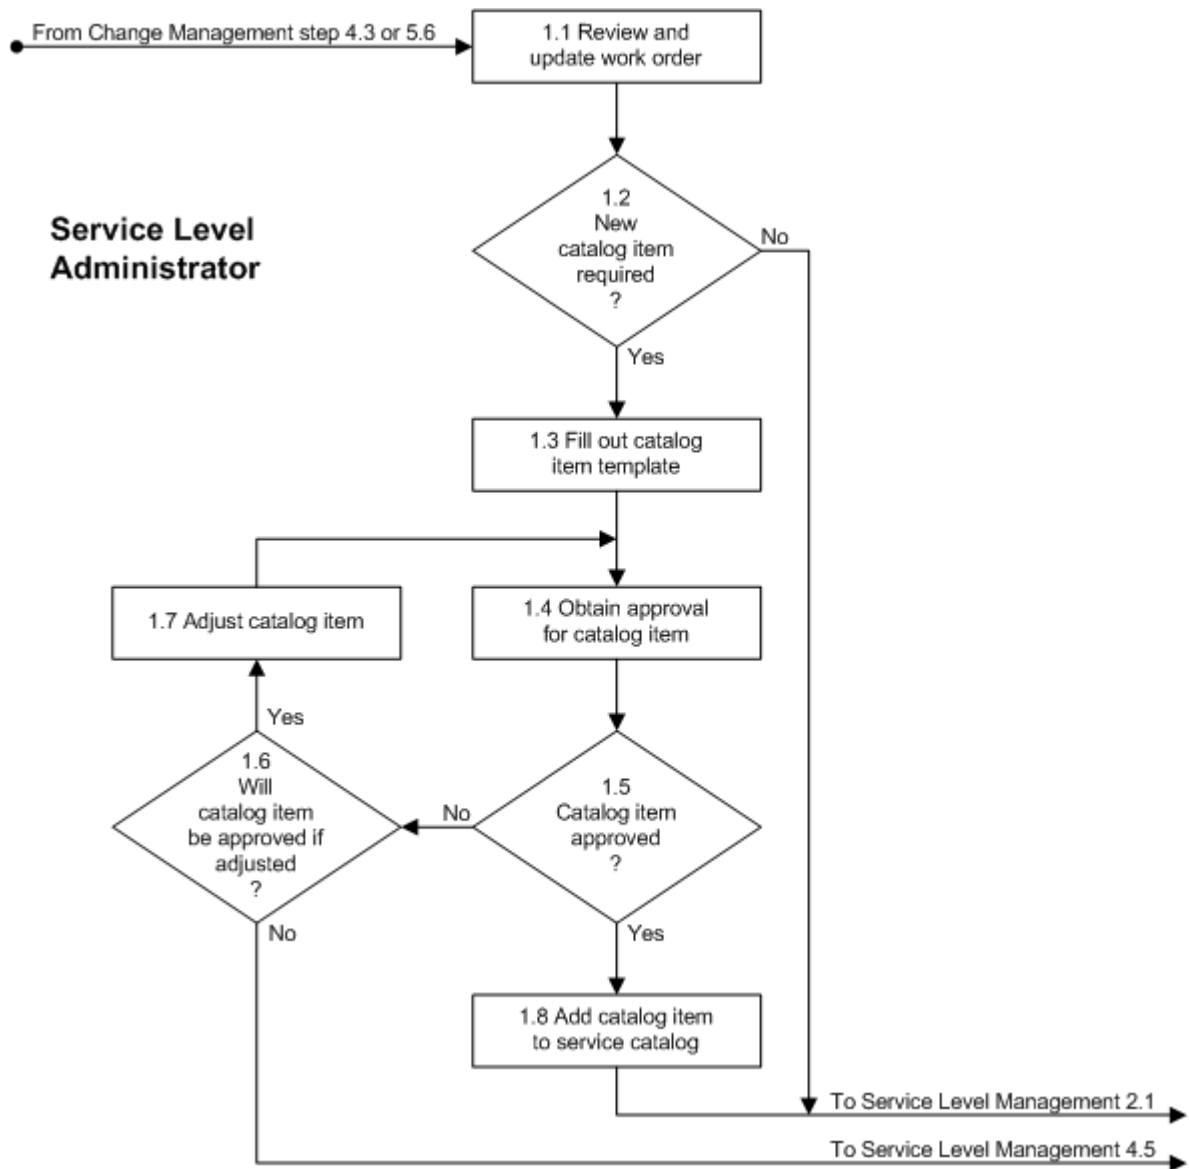 From Change Management step 4.3 or 5.6
1.1 Review and
update work order
Service Level
Administrator
1.2
New
catalog item
required
?
No
Yes
1.3 Fill out catalog
item template
1.7 Adjust catalog item
1.4 Obtain approval
for catalog item
Yes
1.6
Will
catalog item
be approved if
adjusted
?
No
1.5
Catalog item
approved
?
No
Yes
1.8 Add catalog item
to service catalog
To Service Level Management 2.1
To Service Level Management 4.5